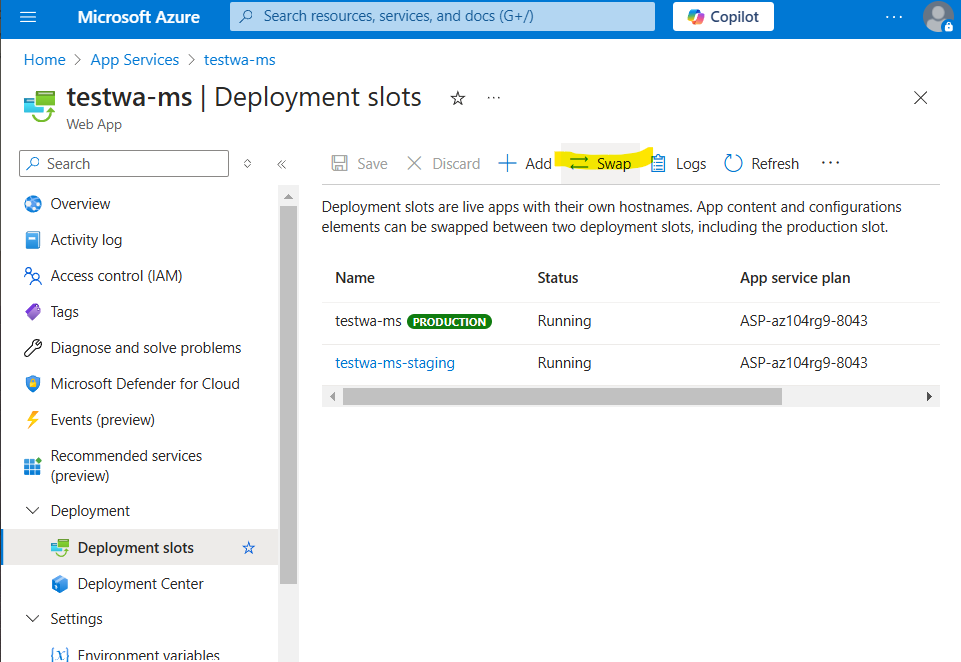 Microsoft Azure
Search resources, services, and docs (G+/)
Copilot
Home > App Services > testwa-ms
testwa-ms | Deployment slots
Web App
Search
Save
Discard
Add
Swap
Logs
Refresh
Overview
Activity log
Access control (IAM)
Tags
Diagnose and solve problems
Microsoft Defender for Cloud
Events (preview)
Recommended services
(preview)
Deployment
Deployment slots
Deployment Center
Settings
Environment variables
Deployment slots are live apps with their own hostnames. App content and configurations
elements can be swapped between two deployment slots, including the production slot.
Name Status App service plan
testwa-ms PRODUCTION Running ASP-az104rg9-8043
testwa-ms-staging Running ASP-az104rg9-8043